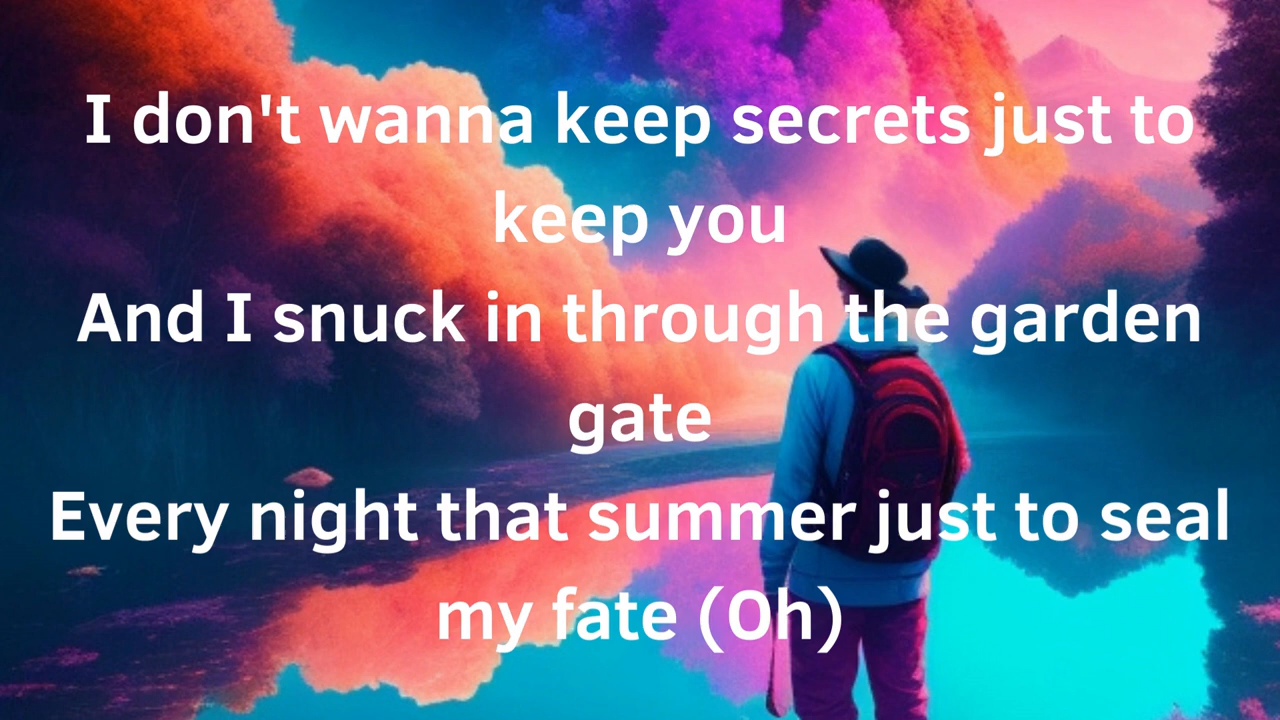 I don't wanna keep secrets just to
keep you
And I snuck in through the garden
gate
Every night that summer just to seal
my fate (Oh)